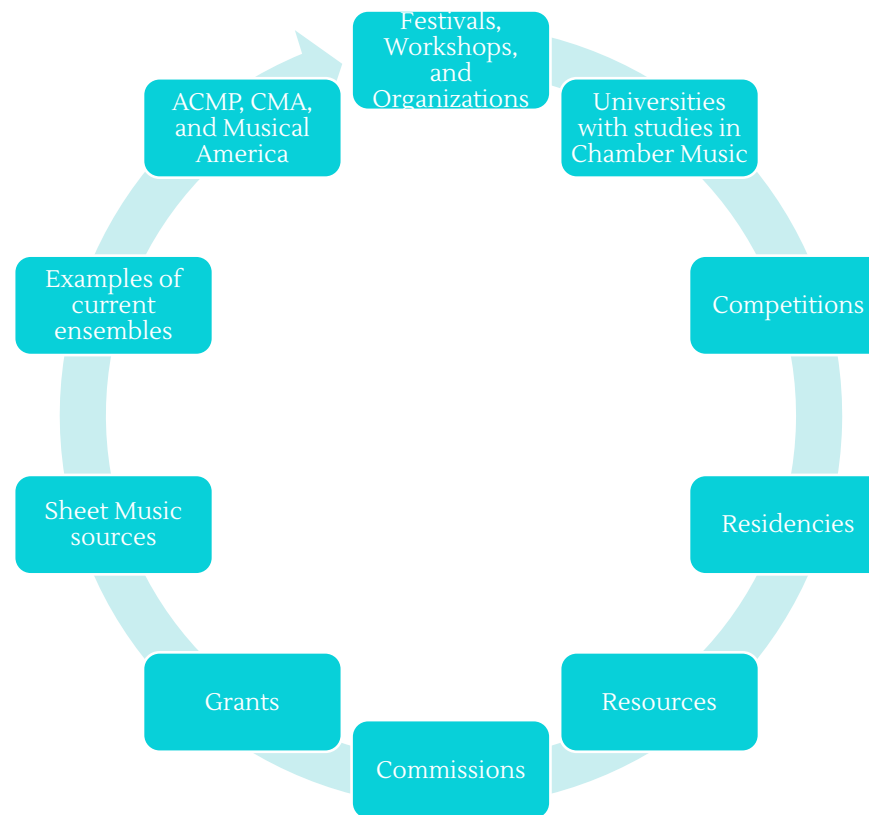 Festivals,
Workshops,
and
Organizations
Universities
with studies in
Chamber Music
Competitions
Residencies
Resources
Commissions
Grants
Sheet Music
sources
Examples of
current
ensembles
ACMP, CMA,
and Musical
America